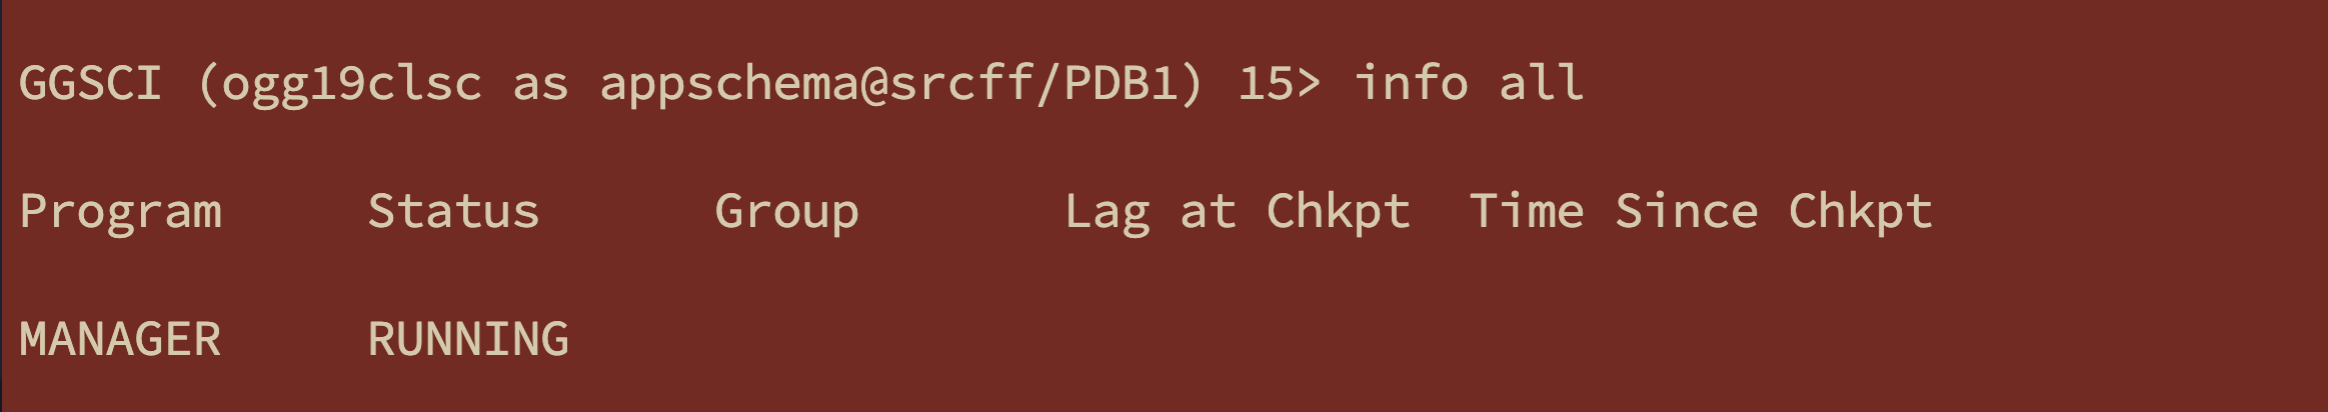 GGSCI (ogg19clsc as appschema@srcff/PDB1) 15> info all
Program     Status      Group       Lag at Chkpt  Time Since Chkpt
MANAGER     RUNNING